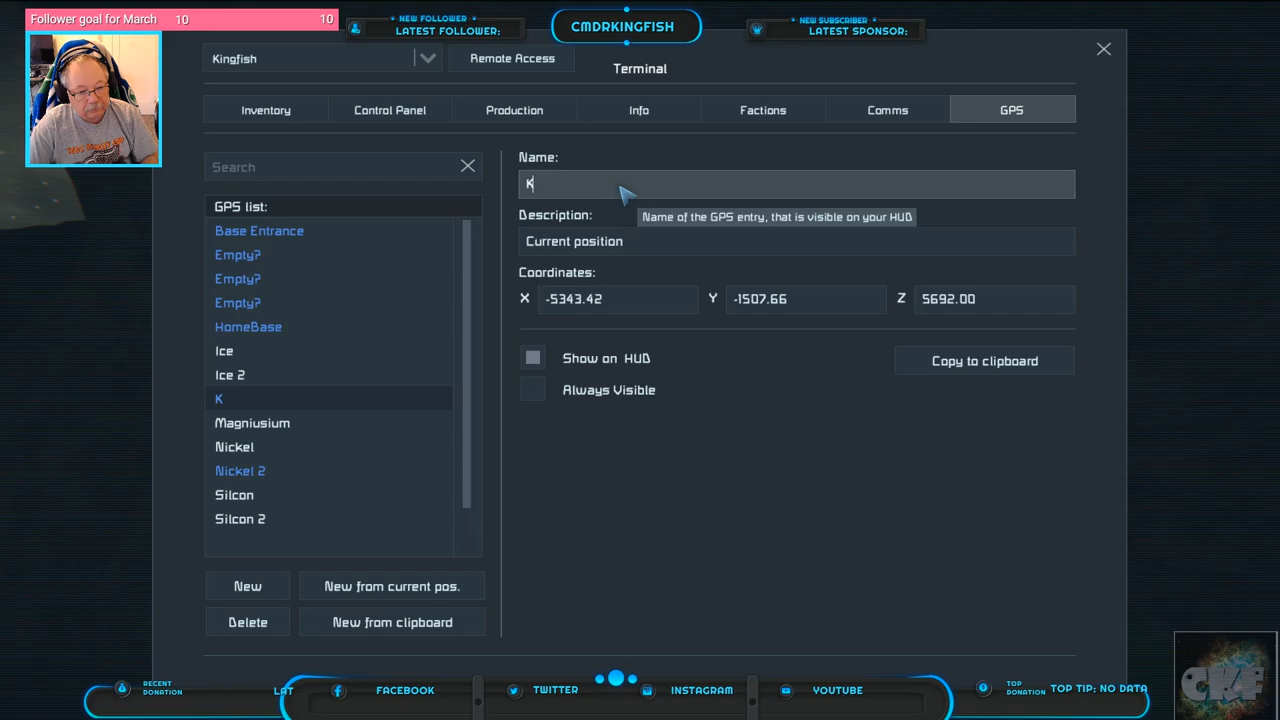 Follower goal for March 10 10
NEW FOLLOWER
LATEST FOLLOWER:
CMDRKINGFISH
NEW SUBSCRIBER
LATEST SPONSOR:
Kingfish
Remote Access
Terminal
Inventory
Control Panel
Production
Info
Factions
Comms
GPS
Search
GPS list:
Base Entrance
Empty?
Empty?
Empty?
HomeBase
Ice
Ice 2
K
Magniusium
Nickel
Nickel 2
Silcon
Silcon 2
New
New from current pos.
Delete
New from clipboard
Name:
K
Name of the GPS entry, that is visible on your HUD
Description:
Current position
Coordinates:
X -5343.42 Y -1507.66 Z 5692.00
Show on HUD
Copy to clipboard
Always Visible
RECENT
DONATION
LAT
FACEBOOK
TWITTER
INSTAGRAM
YOUTUBE
TOP
DONATION
TOP TIP: NO DATA
CKF